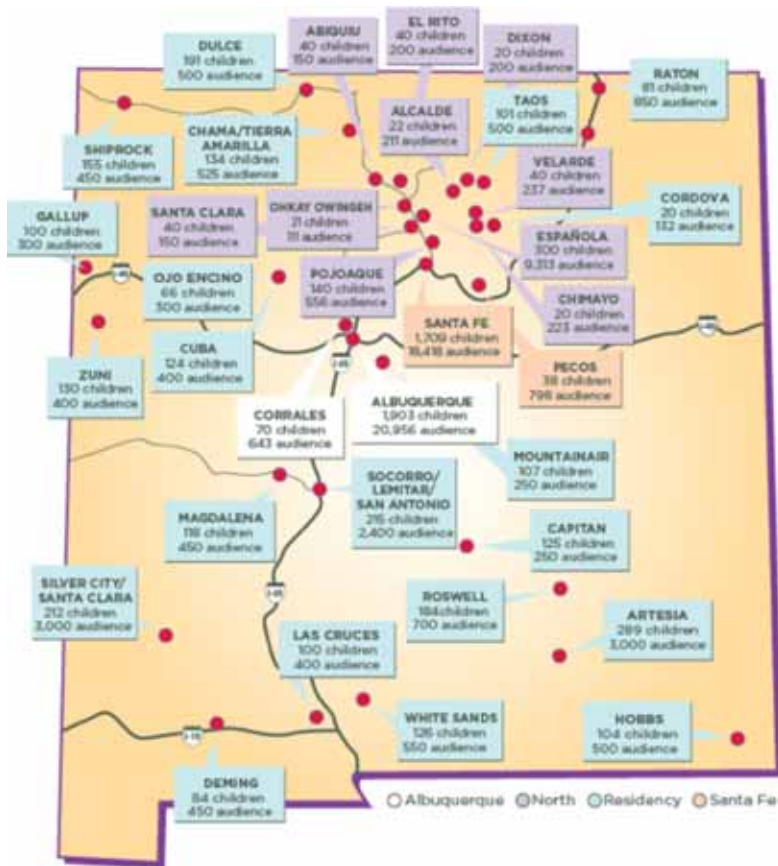 DULCE
191 children
500 audience
ABIQUIU
40 children
150 audience
EL RITO
40 children
200 audience
DIXON
20 children
200 audience
RATON
81 children
850 audience
ALCALDE
22 children
211 audience
TAOS
101 children
500 audience
SHIPROCK
155 children
450 audience
CHAMA/TIERRA
AMARILLA
134 children
525 audience
VELARDE
40 children
237 audience
CORDOVA
20 children
132 audience
GALLUP
100 children
300 audience
SANTA CLARA
40 children
150 audience
OHKAY OWINGEH
21 children
111 audience
ESPAÑOLA
300 children
9,313 audience
OJO ENCINO
66 children
300 audience
POJOAQUE
140 children
556 audience
CHIMAYO
20 children
223 audience
SANTA FE
1,709 children
18,418 audience
CUBA
124 children
400 audience
PECOS
38 children
798 audience
ZUNI
130 children
400 audience
CORRALES
70 children
643 audience
ALBUQUERQUE
1,903 children
20,956 audience
MOUNTAINAIR
107 children
250 audience
SOCORRO/
LEMITAR/
SAN ANTONIO
215 children
2,400 audience
MAGDALENA
118 children
450 audience
CAPITAN
125 children
250 audience
SILVER CITY/
SANTA CLARA
212 children
3,000 audience
ROSWELL
184children
700 audience
ARTESIA
289 children
3,000 audience
LAS CRUCES
100 children
400 audience
WHITE SANDS
126 children
550 audience
HOBBS
104 children
500 audience
DEMING
84 children
450 audience
Albuquerque North Residency Santa Fe